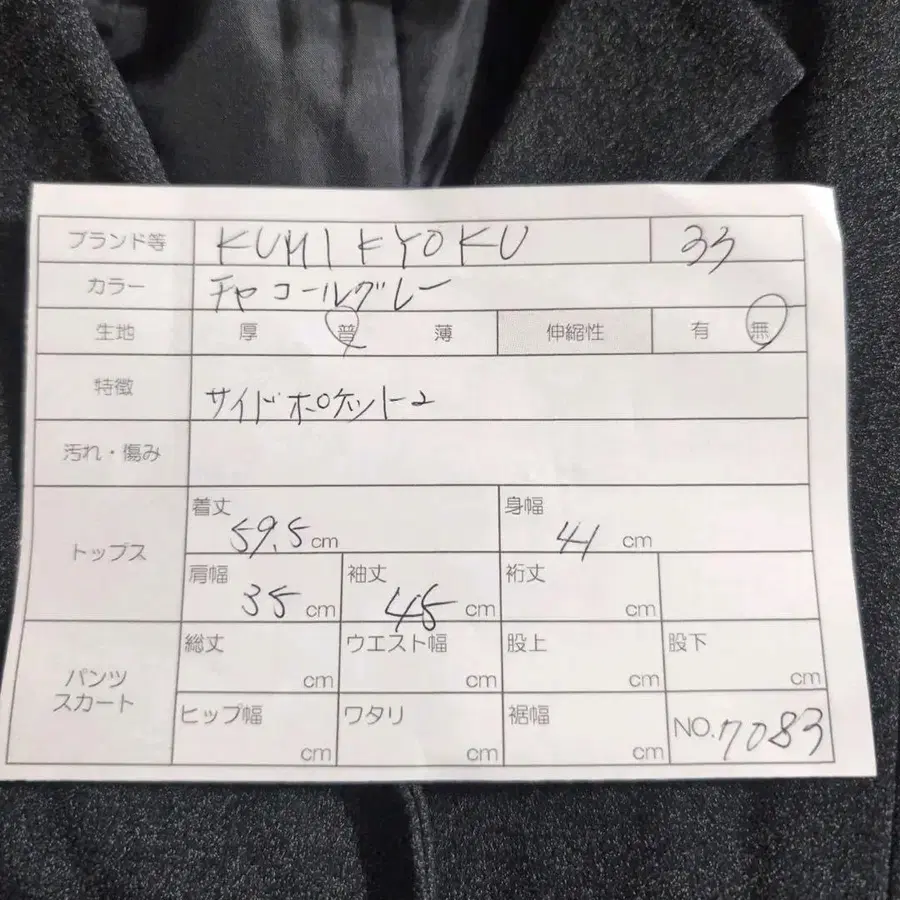 ブランド等 KUMIKYOKU 33
カラー チャコールグレー
生地 厚 普 薄 伸縮性 有 無
特徴 サイドポケット2
汚れ・傷み
トップス
着丈 59.5cm 身幅 41 cm
肩幅 35 cm 袖丈 45 cm 裄丈 cm
パンツ
スカート
総丈 cm ウエスト幅 cm 股上 cm 股下 cm
ヒップ幅 cm ワタリ cm 裾幅 cm NO.7083